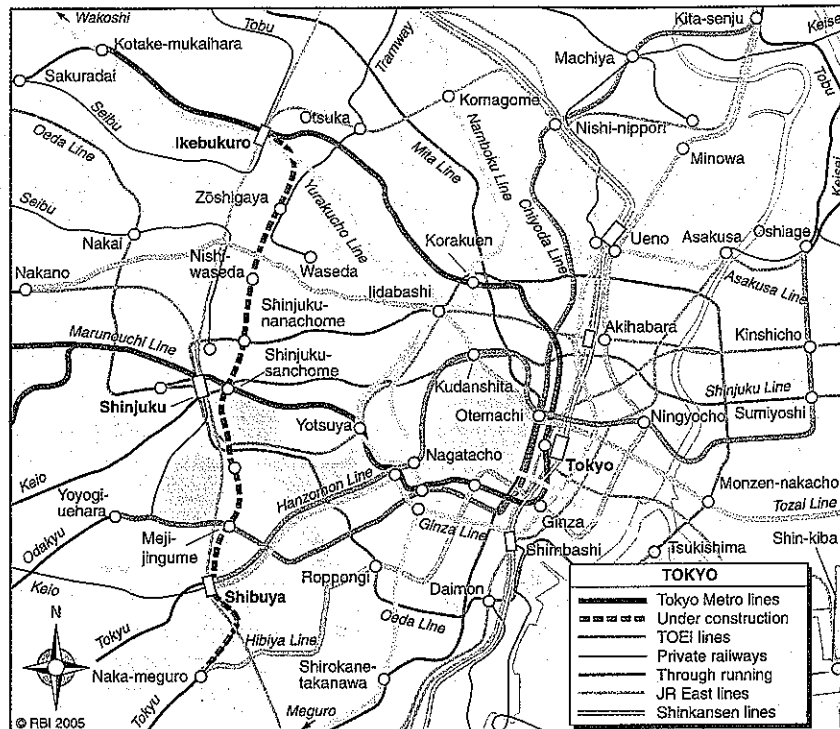 Wakoshi
Kotake-mukaihara
Sakuradai
Seibu
Oeda Line
Tobu
Tramway
Otsuka
Ikebukuro
Komagome
Namboku Line
Mita Line
Machiya
Kita-senju
Keisei
Tobu
Nishi-nippori
Minowa
Keisei
Zōshigaya
Yurakucho Line
Chiyoda Line
Seibu
Nakai
Nishi-
waseda
Waseda
Korakuen
Ueno
Asakusa
Oshiage
Asakusa Line
Nakano
Iidabashi
Shinjuku-
nanachome
Marunouchi Line
Akihabara
Kinshicho
Shinjuku-
sanchome
Kudanshita
Shinjuku Line
Shinjuku
Otemachi
Ningyocho
Sumiyoshi
Yotsuya
Keio
Nagatacho
Tokyo
Hanzomon Line
Yoyogi-
uehara
Monzen-nakacho
Tozai Line
Odakyu
Meji-
jingume
Ginza Line
Ginza
Shimbashi
Tsukishima
Shin-kiba
Keio
Shibuya
Roppongi
Daimon
Oeda Line
Tokyu
Hibiya Line
Naka-meguro
Shirokane-
takanawa
Tokyu
Meguro
N
TOKYO
Tokyo Metro lines
Under construction
TOEI lines
Private railways
Through running
JR East lines
Shinkansen lines
© RBI 2005